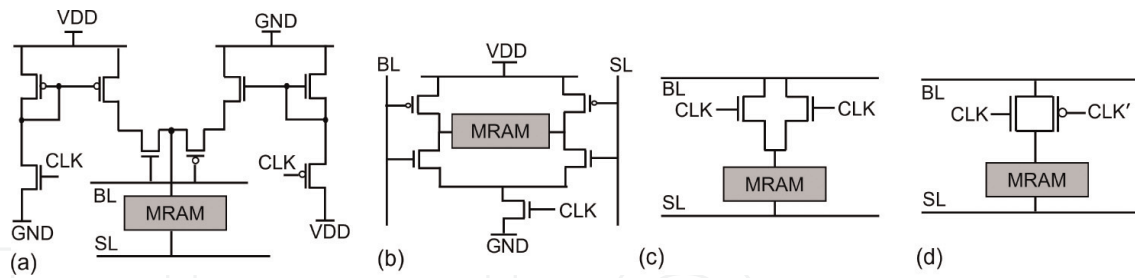 VDD
GND
CLK
CLK
BL
MRAM
GND
VDD
SL
(a)
VDD
BL
SL
MRAM
CLK
GND
(b)
BL
CLK
CLK
MRAM
SL
(c)
BL
CLK
CLK'
MRAM
SL
(d)